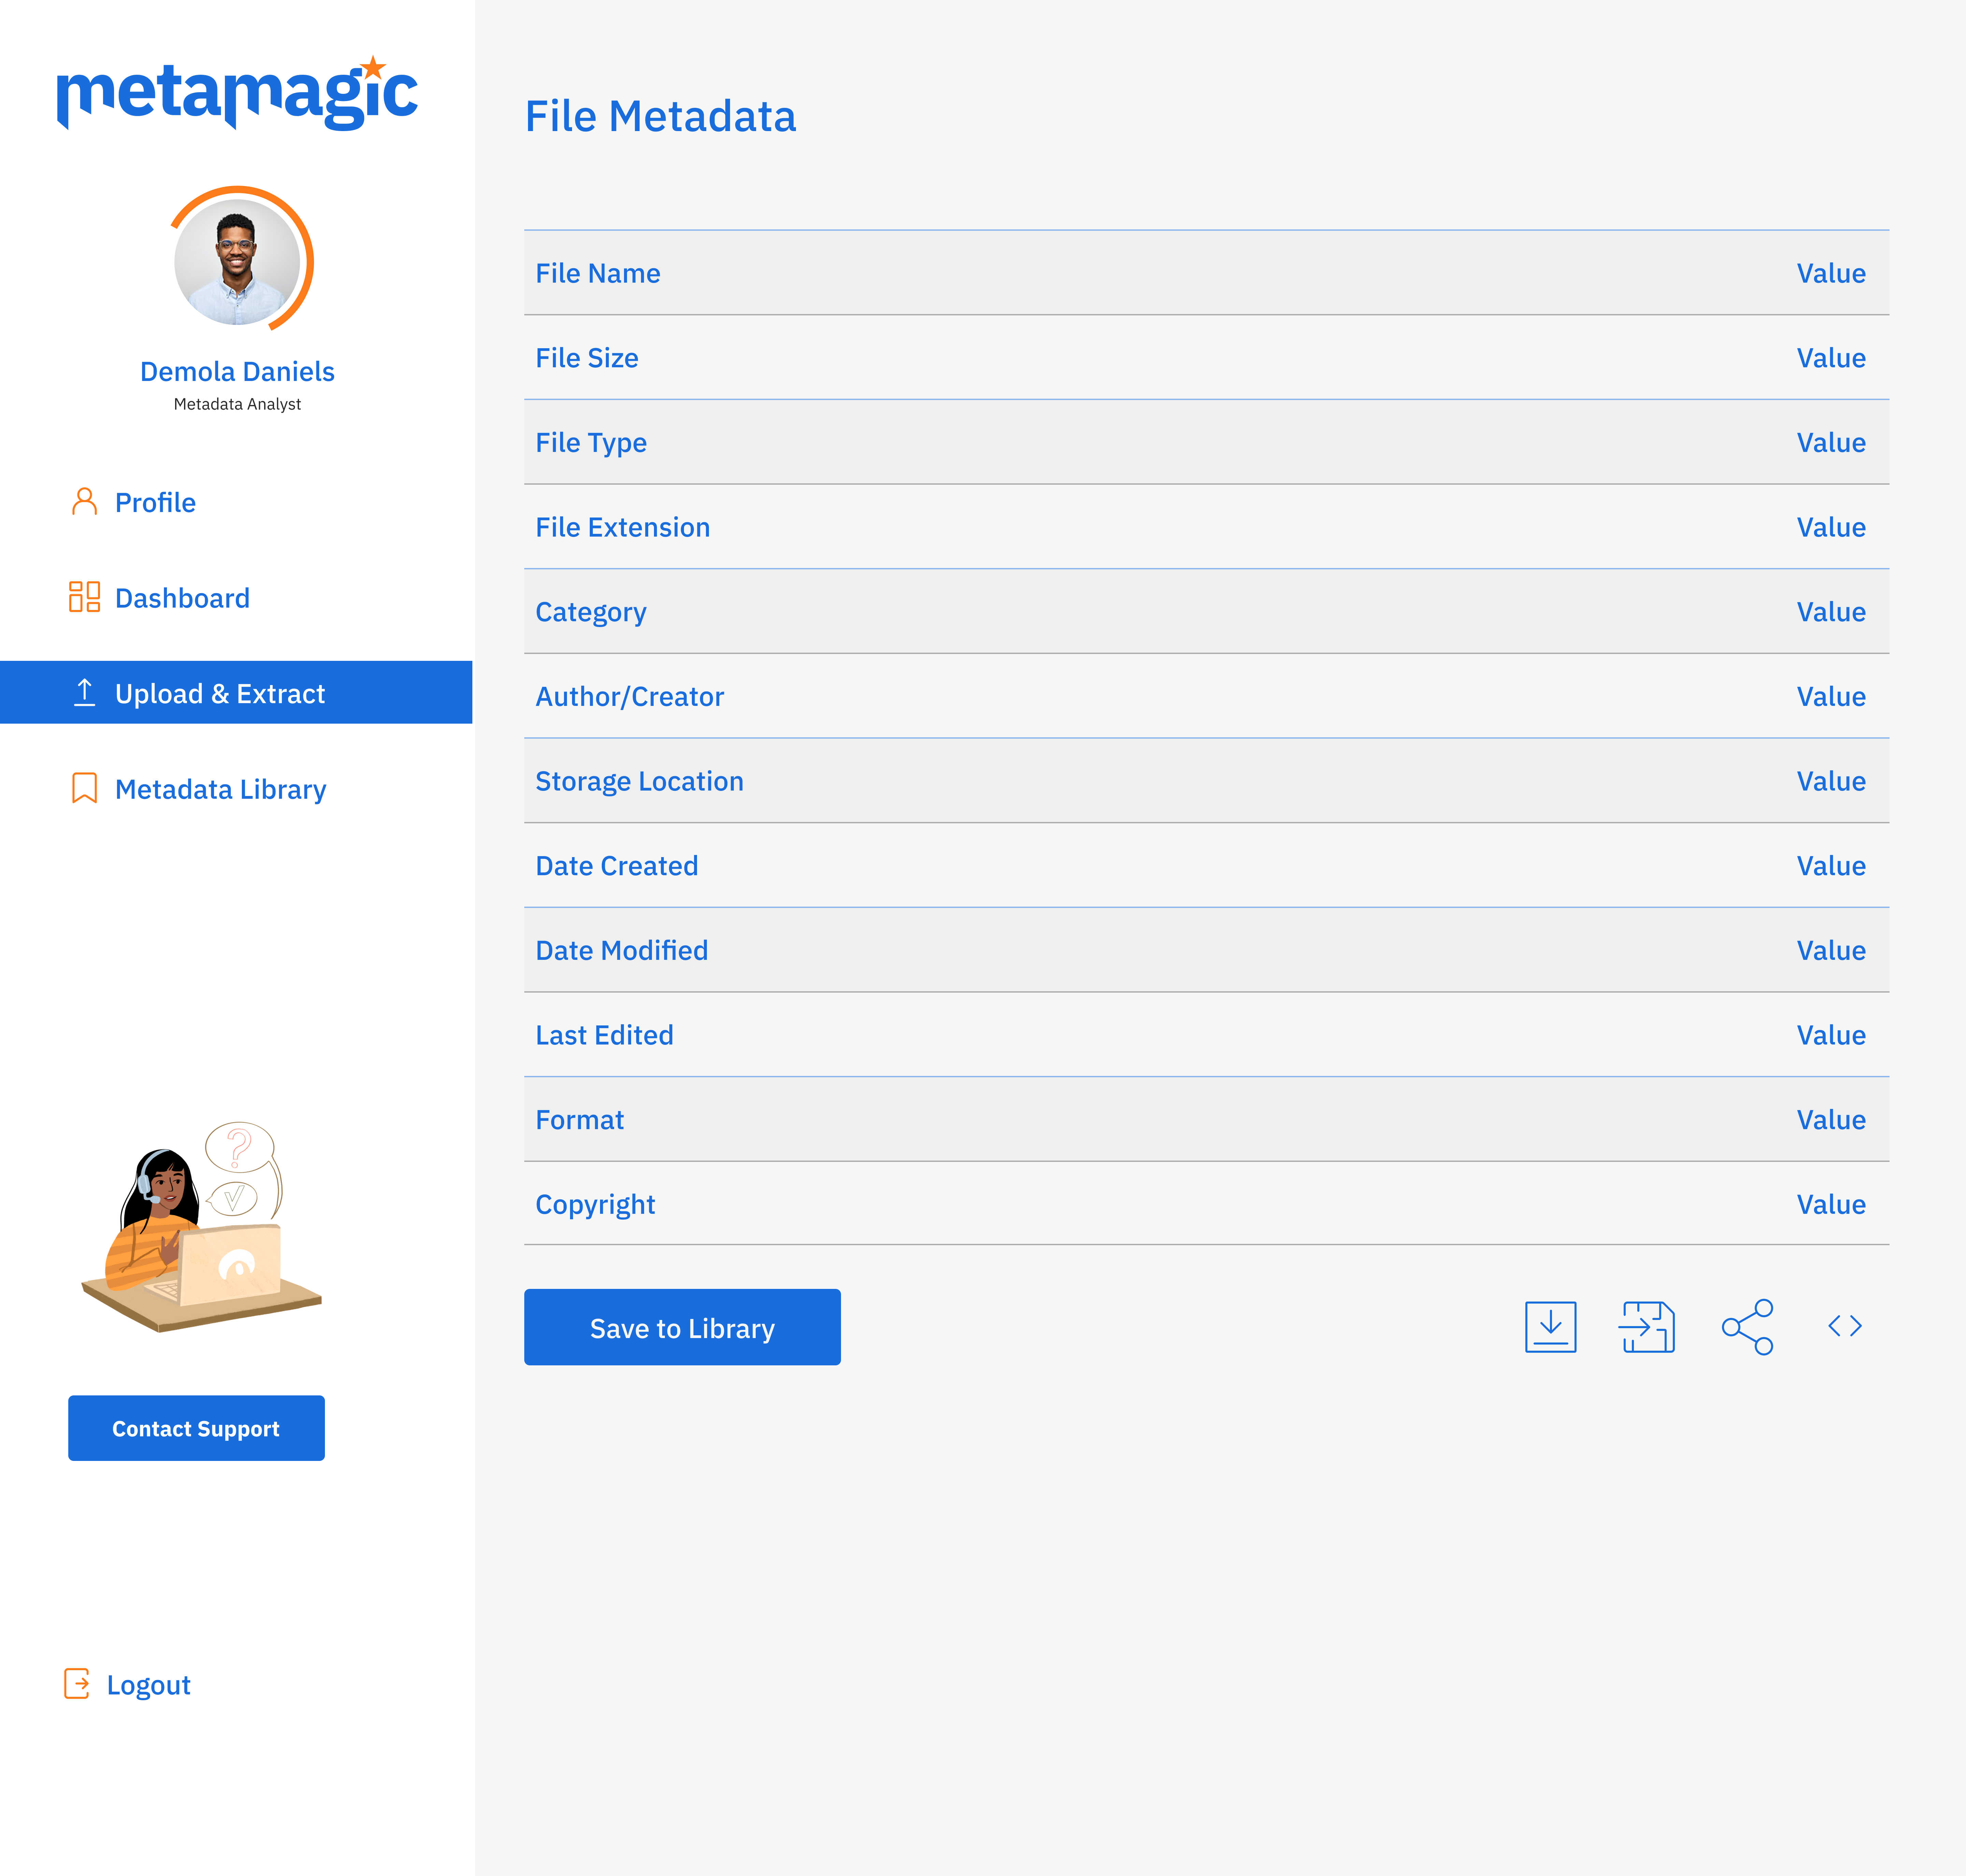 metamagic
Demola Daniels
Metadata Analyst
Profile
Dashboard
Upload & Extract
Metadata Library
Contact Support
Logout
File Metadata
File Name Value
File Size Value
File Type Value
File Extension Value
Category Value
Author/Creator Value
Storage Location Value
Date Created Value
Date Modified Value
Last Edited Value
Format Value
Copyright Value
Save to Library